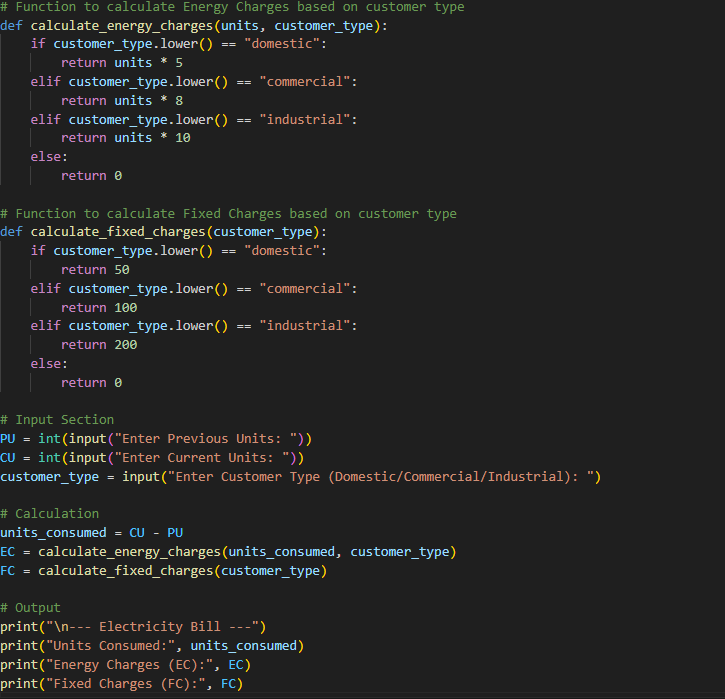 # Function to calculate Energy Charges based on customer type
def calculate_energy_charges(units, customer_type):
    if customer_type.lower() == "domestic":
        return units * 5
    elif customer_type.lower() == "commercial":
        return units * 8
    elif customer_type.lower() == "industrial":
        return units * 10
    else:
        return 0

# Function to calculate Fixed Charges based on customer type
def calculate_fixed_charges(customer_type):
    if customer_type.lower() == "domestic":
        return 50
    elif customer_type.lower() == "commercial":
        return 100
    elif customer_type.lower() == "industrial":
        return 200
    else:
        return 0

# Input Section
PU = int(input("Enter Previous Units: "))
CU = int(input("Enter Current Units: "))
customer_type = input("Enter Customer Type (Domestic/Commercial/Industrial): ")

# Calculation
units_consumed = CU - PU
EC = calculate_energy_charges(units_consumed, customer_type)
FC = calculate_fixed_charges(customer_type)

# Output
print("\n--- Electricity Bill ---")
print("Units Consumed:", units_consumed)
print("Energy Charges (EC):", EC)
print("Fixed Charges (FC):", FC)